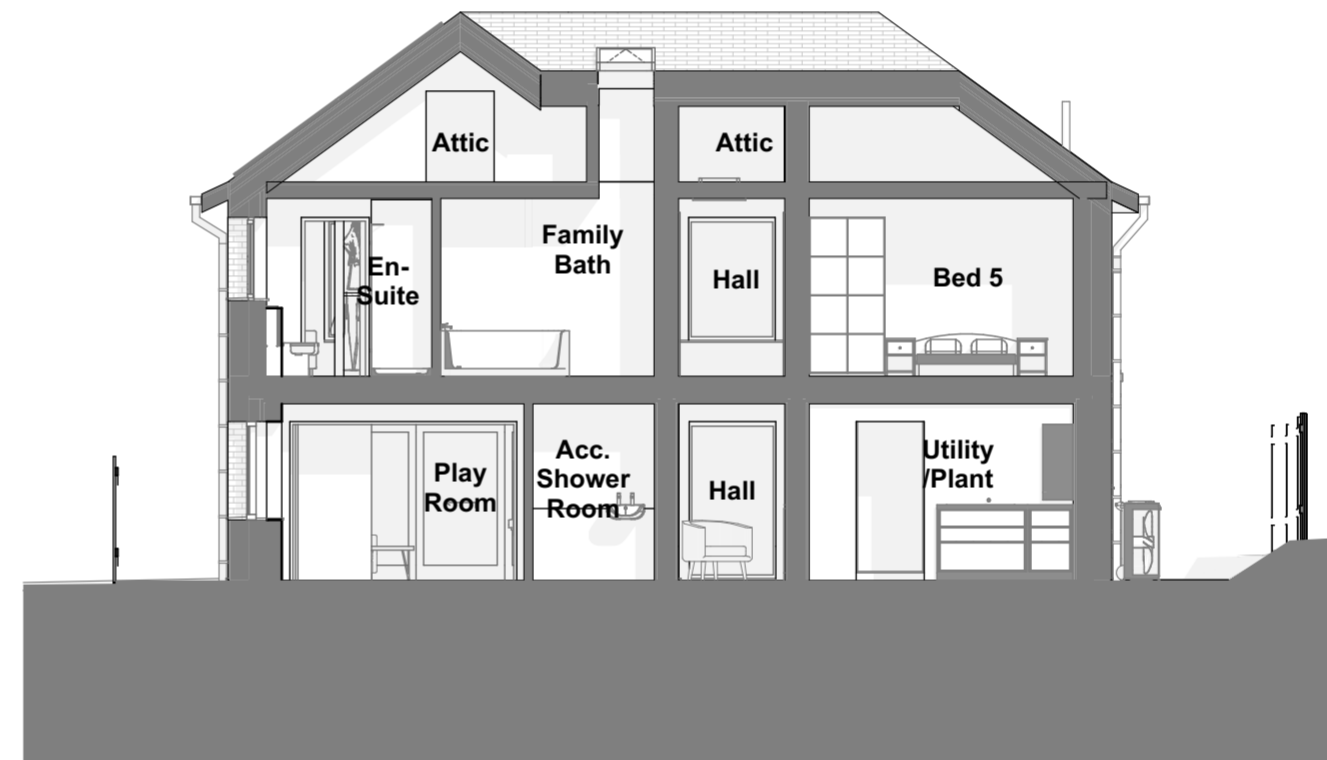 Attic
Attic
En-
Suite
Family
Bath
Hall
Bed 5
Play
Room
Acc.
Shower
Room
Hall
Utility
/Plant